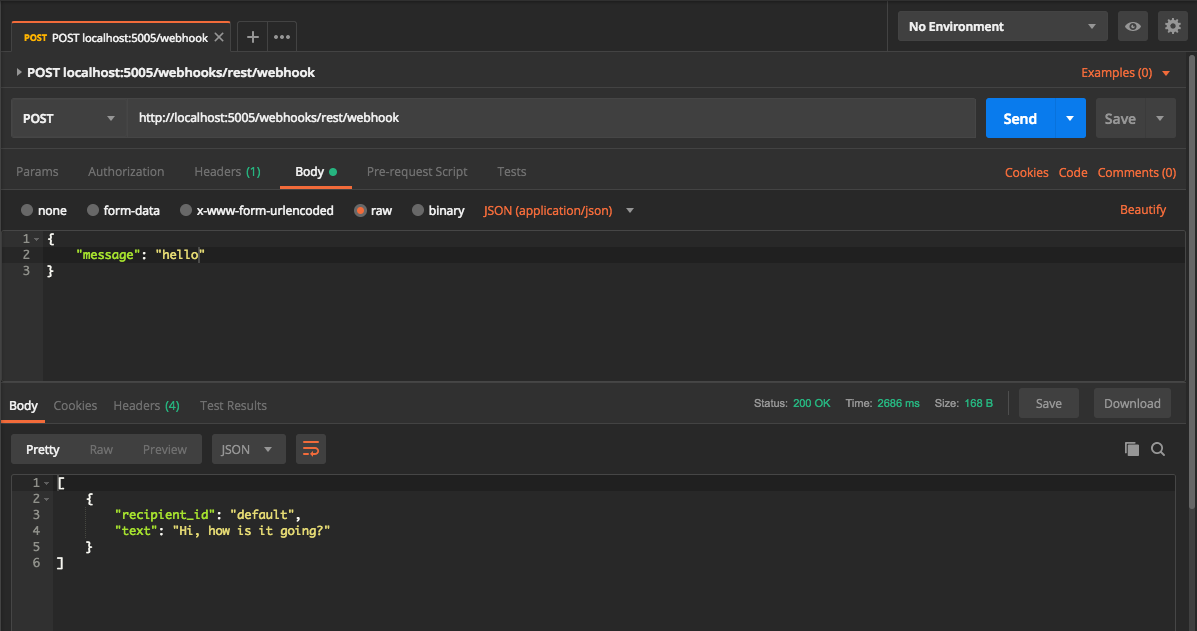 POST POST localhost:5005/webhook
No Environment
POST localhost:5005/webhooks/rest/webhook
Examples (0)
POST http://localhost:5005/webhooks/rest/webhook Send Save
Params Authorization Headers (1) Body Pre-request Script Tests Cookies Code Comments (0)
none form-data x-www-form-urlencoded raw binary JSON (application/json) Beautify
1 {
2 "message": "hello"
3 }
Body Cookies Headers (4) Test Results Status: 200 OK Time: 2686 ms Size: 168 B Save Download
Pretty Raw Preview JSON
1 [
2 {
3 "recipient_id": "default",
4 "text": "Hi, how is it going?"
5 }
6 ]